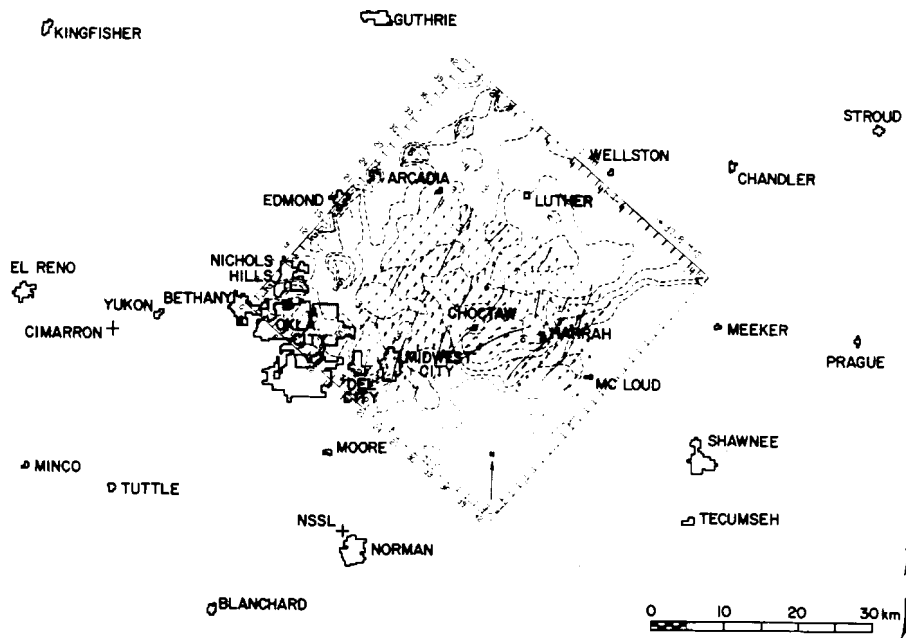 KINGFISHER
GUTHRIE
STROUD
WELLSTON
CHANDLER
ARCADIA
EDMOND
LUTHER
NICHOLS
HILLS
EL RENO
BETHANY
YUKON
CIMARRON
OKLA
CITY
CHOCTAW
HARRAH
MEEKER
PRAGUE
MIDWEST
CITY
DEL
CITY
MC LOUD
MOORE
SHAWNEE
MINCO
TUTTLE
NSSL
NORMAN
TECUMSEH
BLANCHARD
0 10 20 30 km